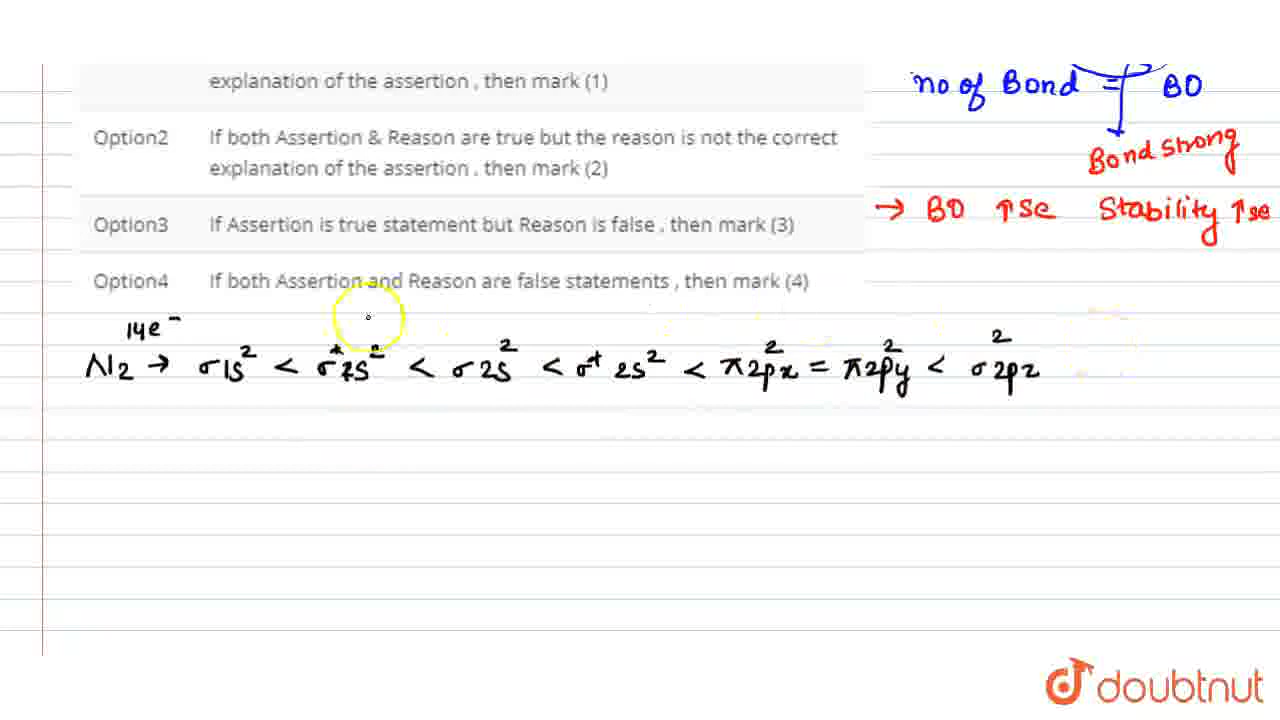 explanation of the assertion , then mark (1)
no of Bond = BO
Bond strong
Option2 If both Assertion & Reason are true but the reason is not the correct
explanation of the assertion , then mark (2)
→ BO ↑se Stability ↑se
Option3 If Assertion is true statement but Reason is false , then mark (3)
Option4 If both Assertion and Reason are false statements , then mark (4)
14e⁻
N₂ → σ1s² < σ*1s² < σ2s² < σ*2s² < π2px² = π2py² < σ2pz²
doubtnut